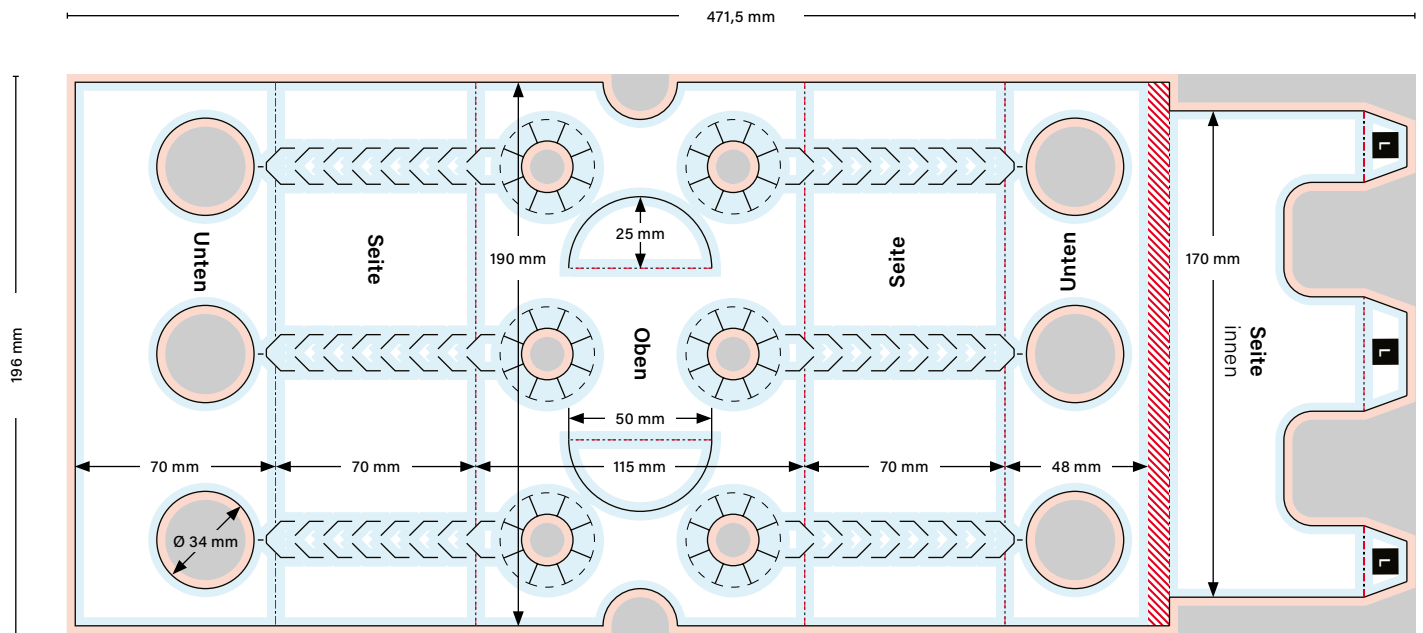 471,5 mm
198 mm
Unten
Seite
25 mm
190 mm
Seite
Unten
170 mm
Oben
Seite
innen
50 mm
70 mm
70 mm
115 mm
70 mm
48 mm
Ø 34 mm
L
L
L